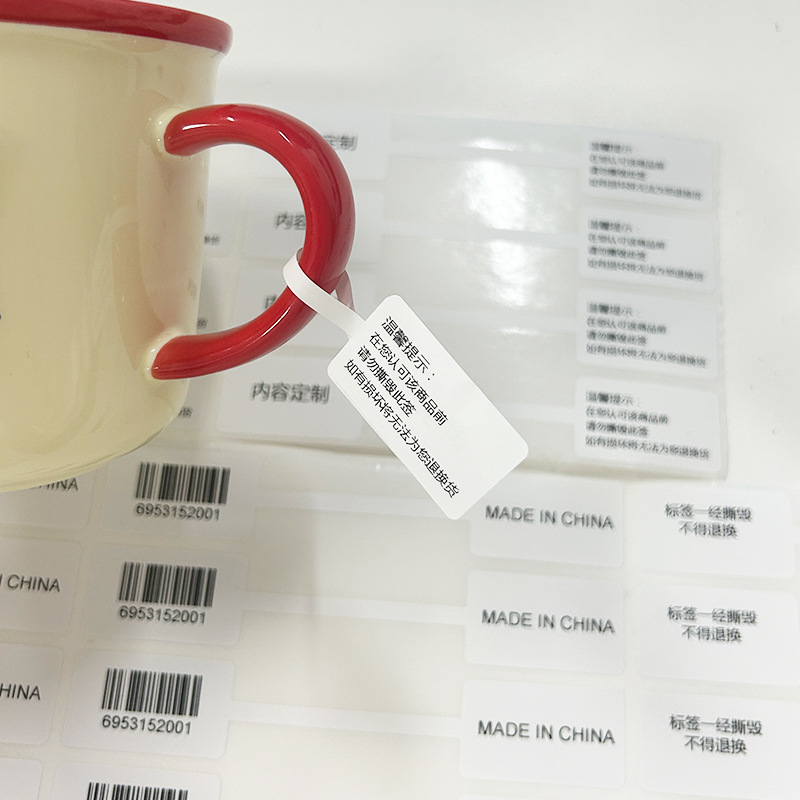 定制
温馨提示:
在您认可该商品前
请勿撕毁此签
如有损坏将无法为您退换货
内容
温馨提示:
在您认可该商品前
请勿撕毁此签
如有损坏将无法为您退换货
温馨提示:
在您认可该商品前
请勿撕毁此签
如有损坏将无法为您退换货
内容定制
温馨提示:
在您认可该商品前
请勿撕毁此签
如有损坏将无法为您退换货
温馨提示:
在您认可该商品前
请勿撕毁此签
如有损坏将无法为您退换货
CHINA
6953152001
MADE IN CHINA
标签一经撕毁
不得退换
CHINA
6953152001
MADE IN CHINA
标签一经撕毁
不得退换
CHINA
6953152001
MADE IN CHINA
标签一经撕毁
不得退换